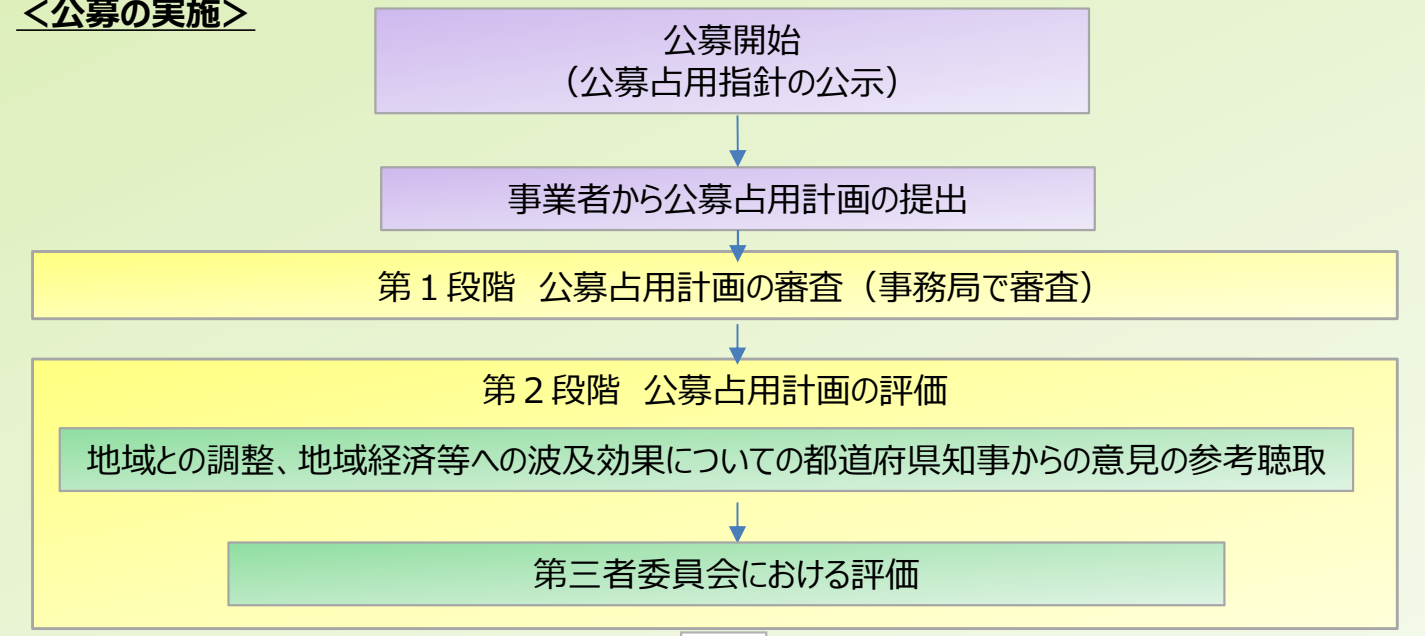 <公募の実施>
公募開始
（公募占用指針の公示）
事業者から公募占用計画の提出
第１段階 公募占用計画の審査（事務局で審査）
第２段階 公募占用計画の評価
地域との調整、地域経済等への波及効果についての都道府県知事からの意見の参考聴取
第三者委員会における評価